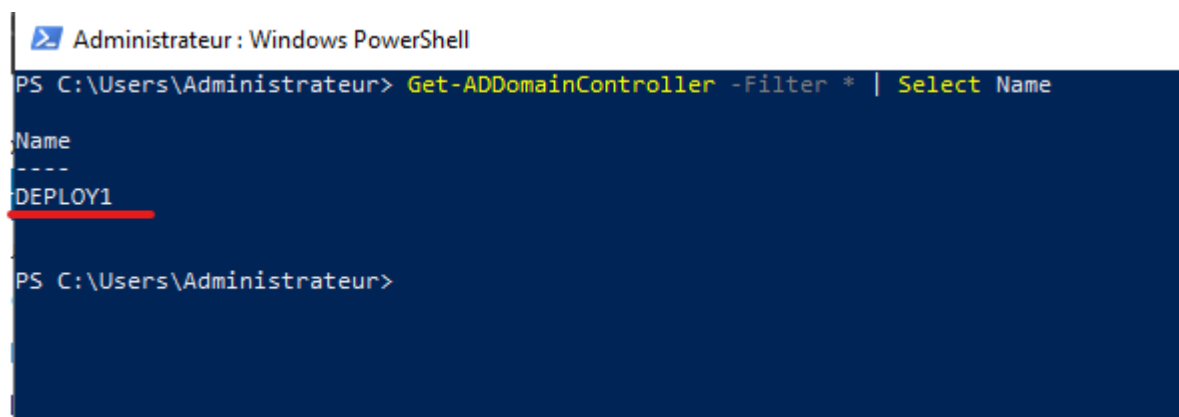 Administrateur : Windows PowerShell
PS C:\Users\Administrateur> Get-ADDomainController -Filter * | Select Name
Name
----
DEPLOY1
PS C:\Users\Administrateur>